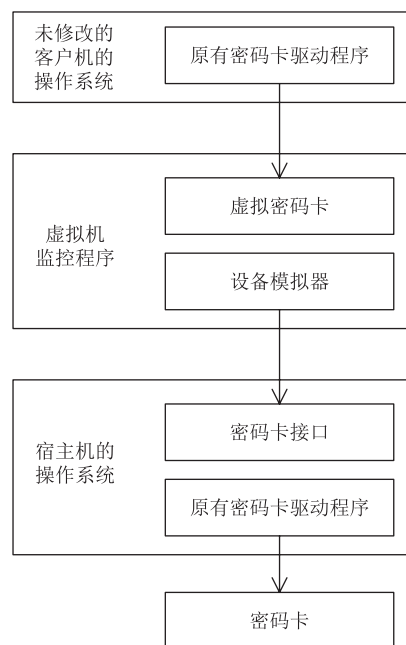 未修改的
客户机的
操作系统
原有密码卡驱动程序
虚拟机
监控程序
虚拟密码卡
设备模拟器
宿主机的
操作系统
密码卡接口
原有密码卡驱动程序
密码卡